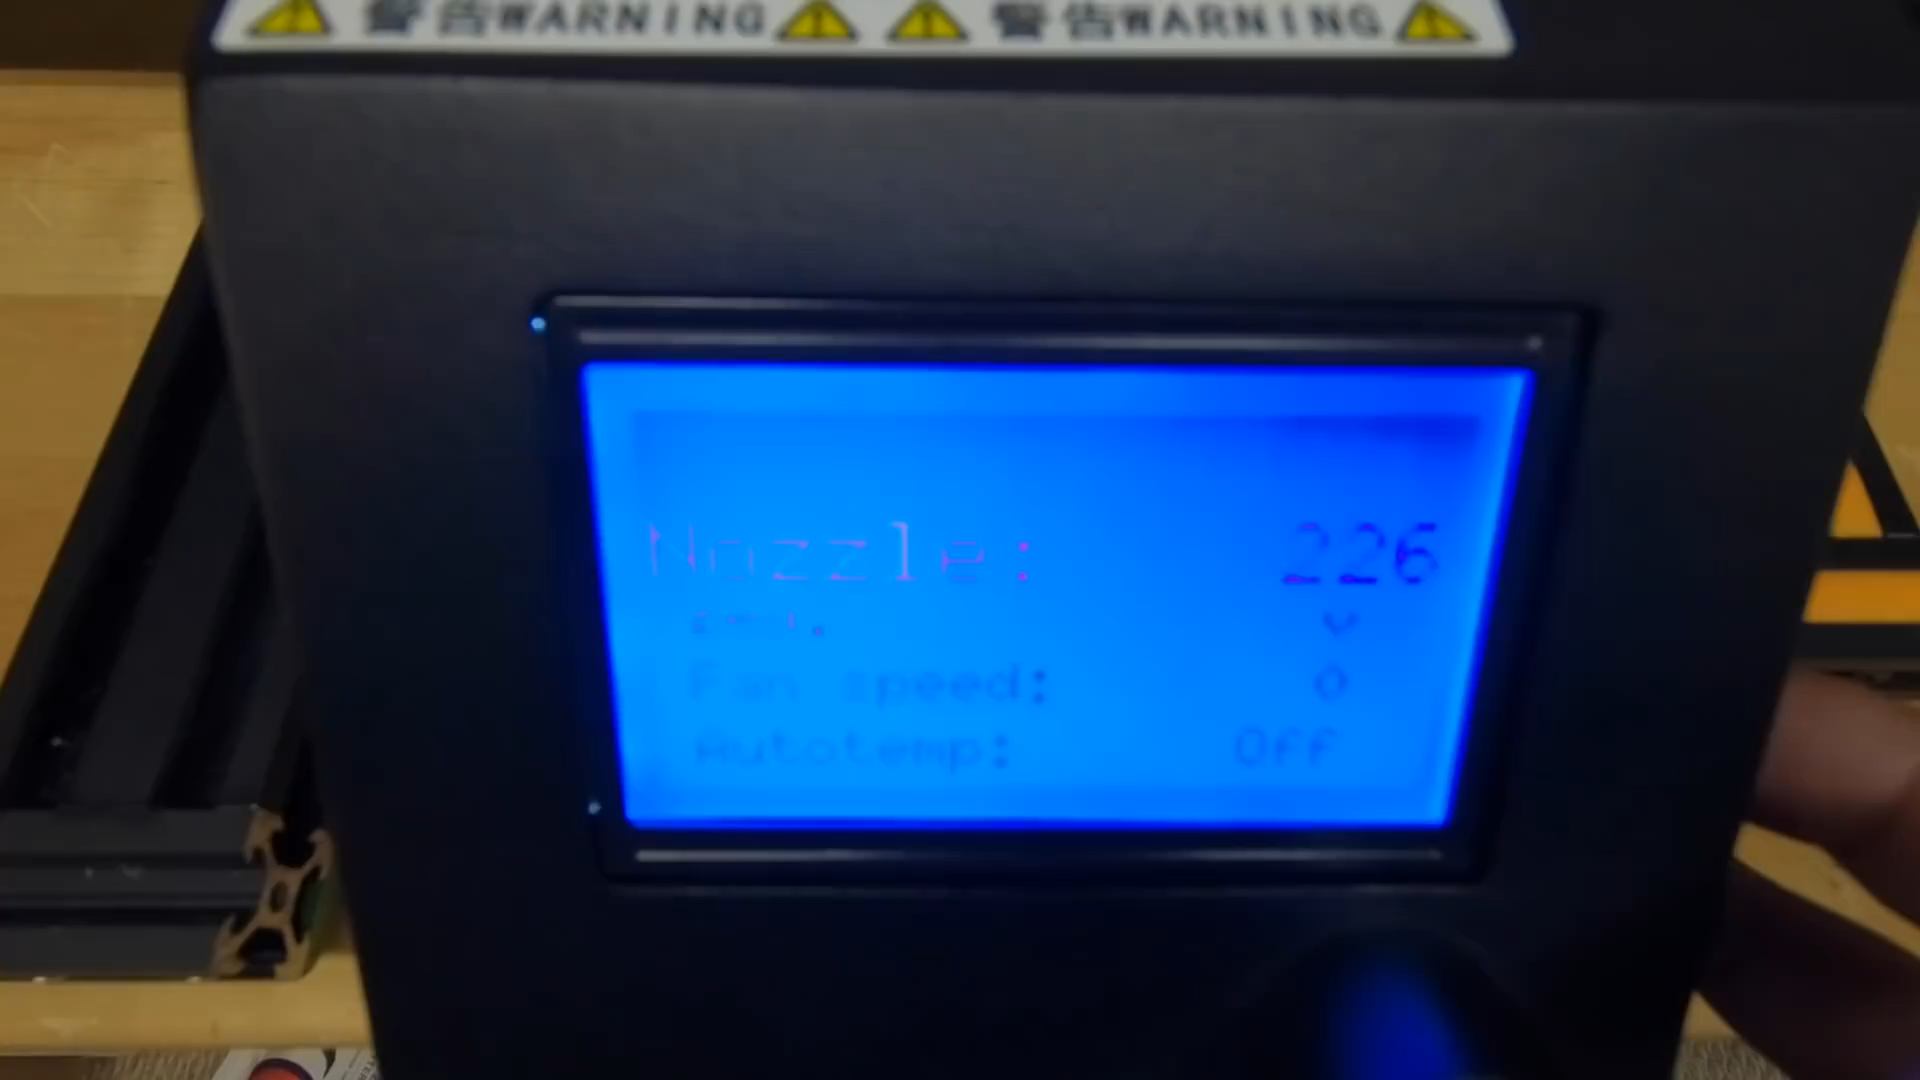 警告WARNING 警告WARNING
Nozzle: 226
Fan speed: 0
Autotemp: Off